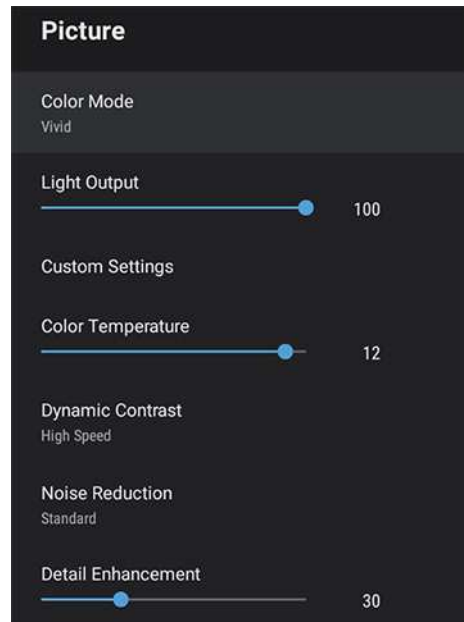 Picture
Color Mode
Vivid
Light Output
100
Custom Settings
Color Temperature
12
Dynamic Contrast
High Speed
Noise Reduction
Standard
Detail Enhancement
30